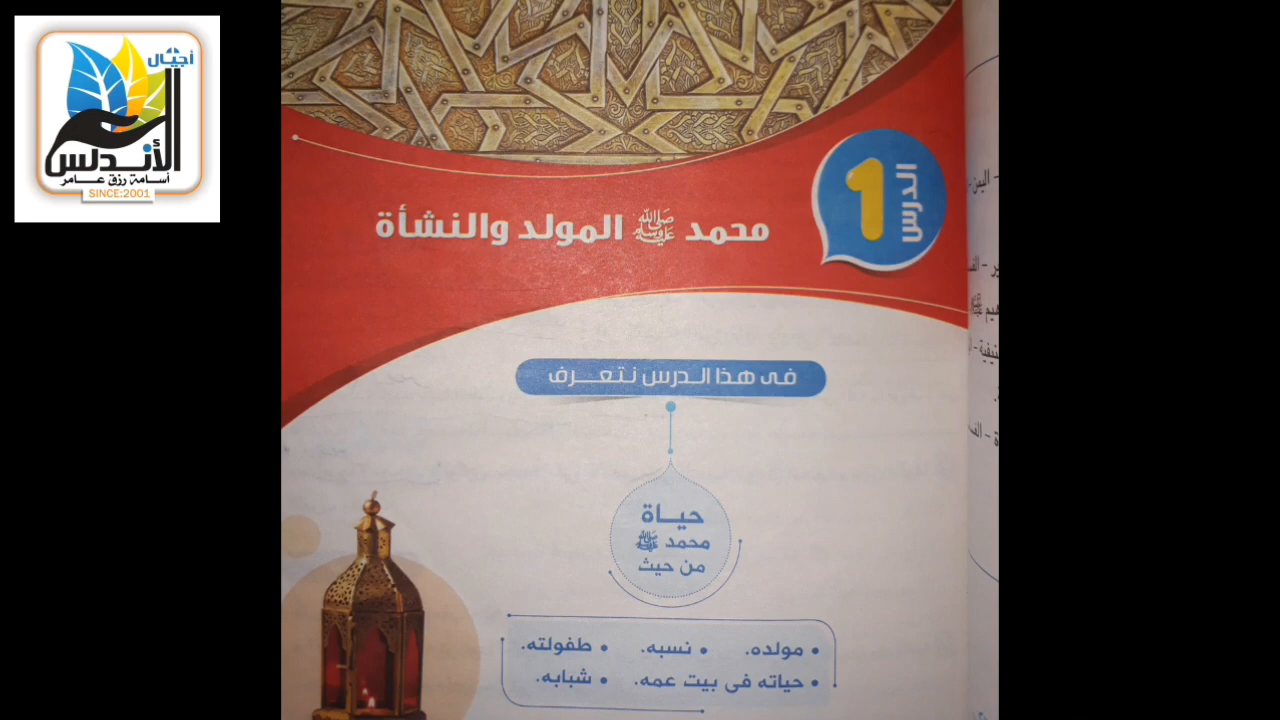 أجيال
الأندلس
أسامة رزق عامر
SINCE:2001
الدرس 1
محمد ﷺ المولد والنشأة
فى هذا الدرس نتعرف
حياة
محمد ﷺ
من حيث
• مولده. • نسبه. • طفولته.
• حياته فى بيت عمه. • شبابه.
– اليمن –